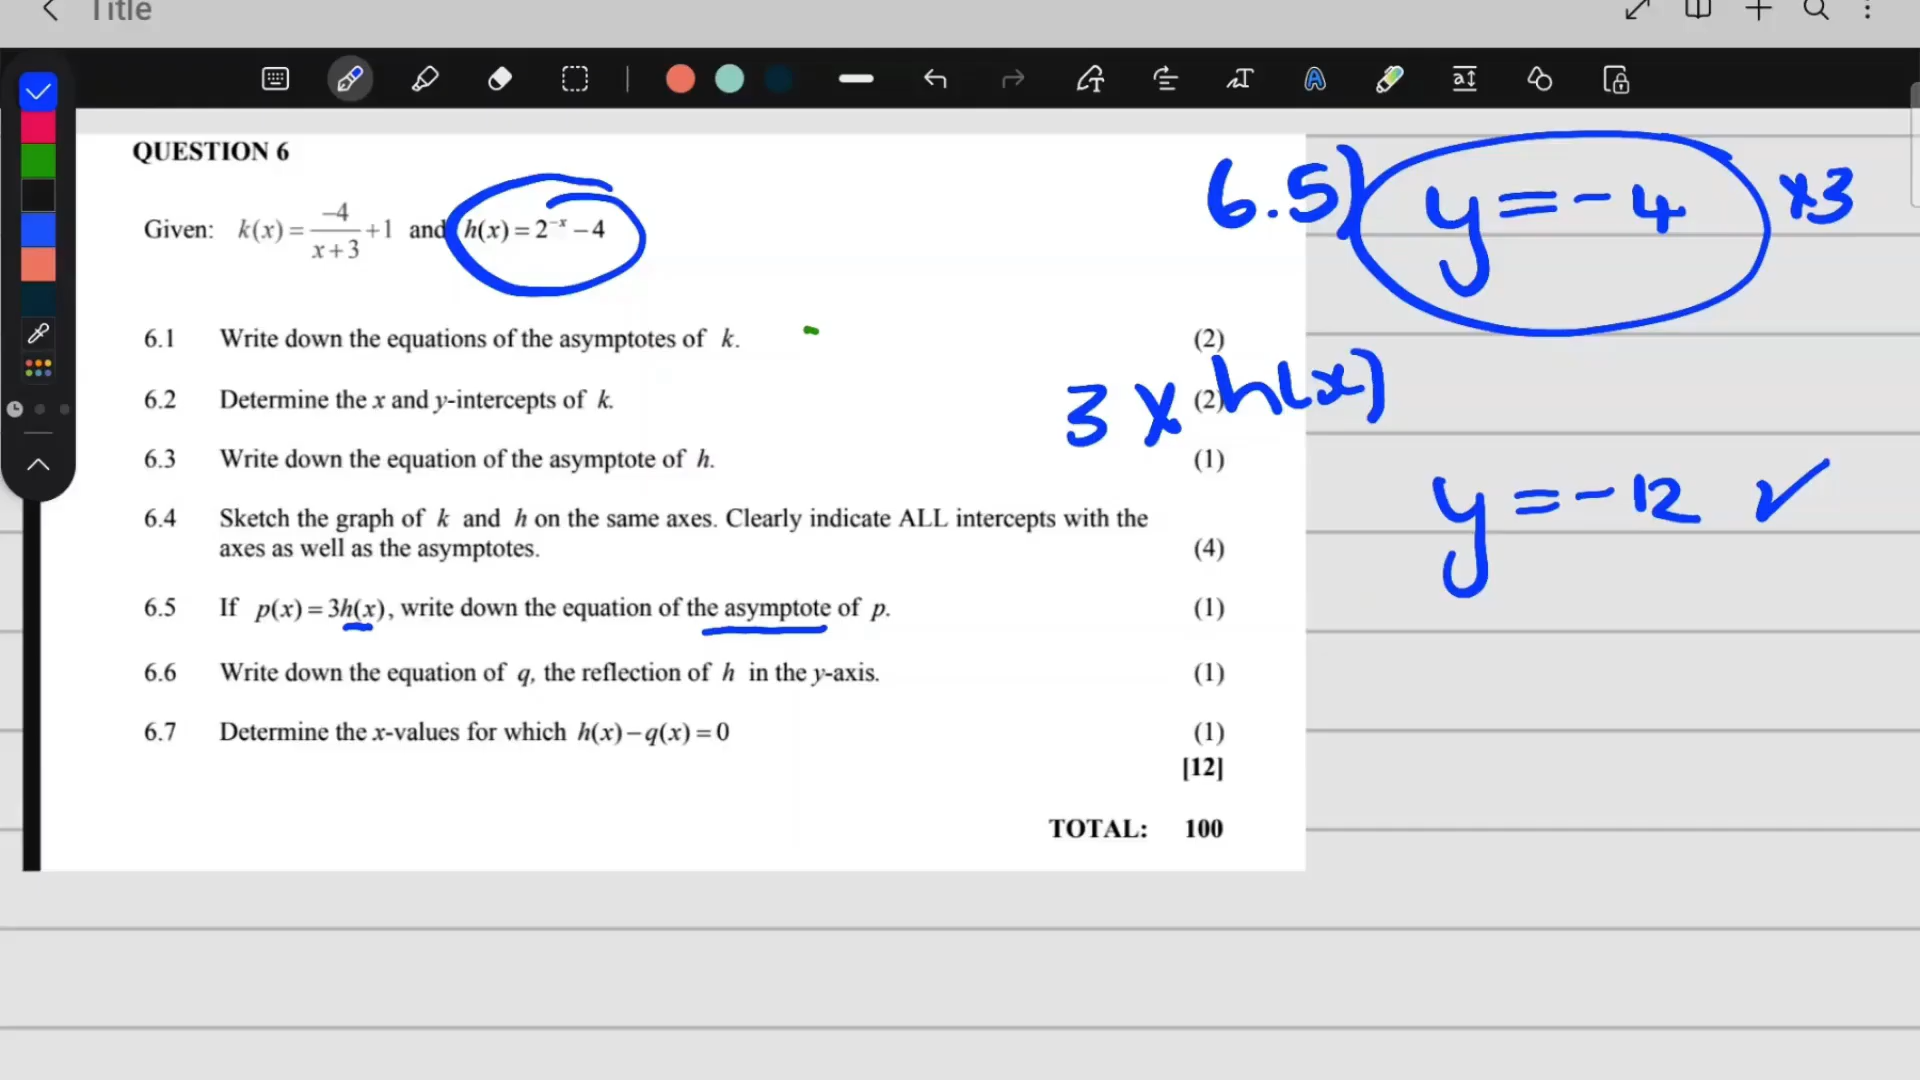 Title
QUESTION 6
6.5) y = -4 ×3
Given: k(x) = -4/(x+3) + 1 and h(x) = 2^{-x} - 4
6.1 Write down the equations of the asymptotes of k. (2)
3 × h(x)
6.2 Determine the x and y-intercepts of k. (2)
6.3 Write down the equation of the asymptote of h. (1)
y = -12 ✓
6.4 Sketch the graph of k and h on the same axes. Clearly indicate ALL intercepts with the
axes as well as the asymptotes. (4)
6.5 If p(x) = 3h(x), write down the equation of the asymptote of p. (1)
6.6 Write down the equation of q, the reflection of h in the y-axis. (1)
6.7 Determine the x-values for which h(x) - q(x) = 0 (1)
[12]
TOTAL: 100